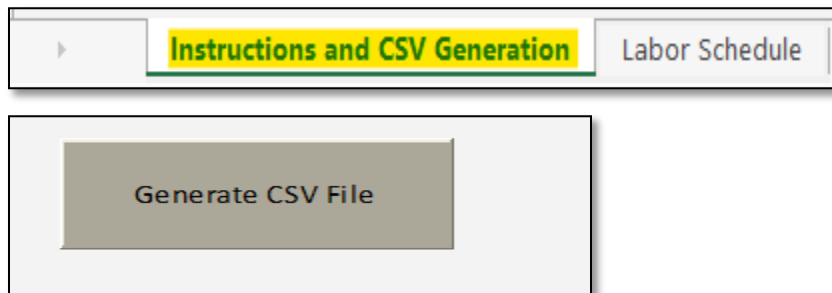 Instructions and CSV Generation Labor Schedule
Generate CSV File